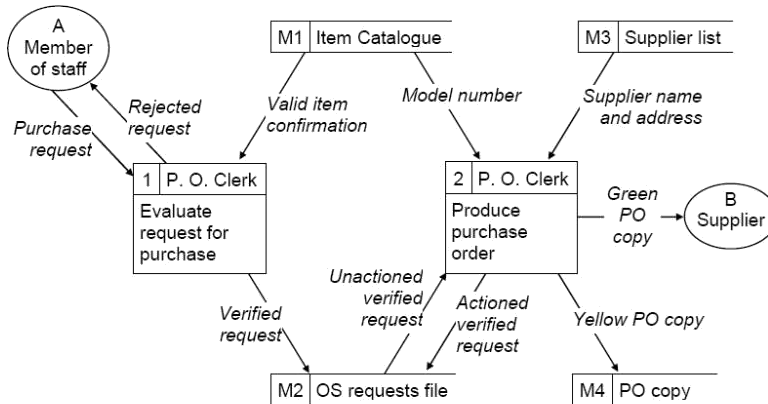 A
Member
of staff
M1 Item Catalogue
M3 Supplier list
Purchase
request
Rejected
request
Valid item
confirmation
Model number
Supplier name
and address
1 P. O. Clerk
Evaluate
request for
purchase
2 P. O. Clerk
Produce
purchase
order
Green
PO
copy
B
Supplier
Verified
request
Unactioned
verified
request
Actioned
verified
request
Yellow PO copy
M2 OS requests file
M4 PO copy